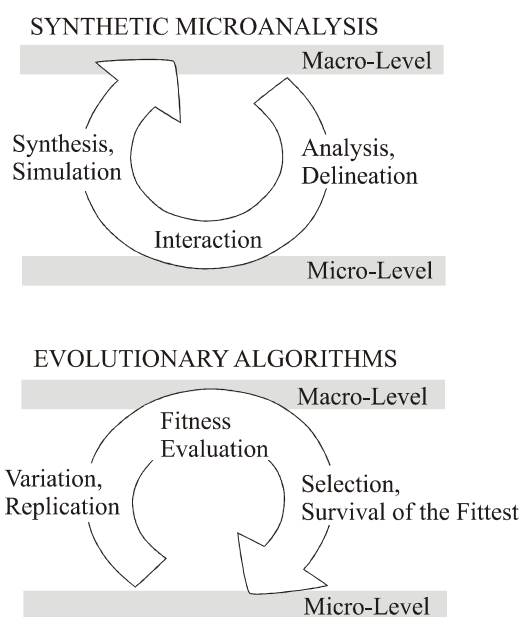 SYNTHETIC MICROANALYSIS
Macro-Level
Synthesis,
Simulation
Analysis,
Delineation
Interaction
Micro-Level
EVOLUTIONARY ALGORITHMS
Macro-Level
Fitness
Evaluation
Variation,
Replication
Selection,
Survival of the Fittest
Micro-Level